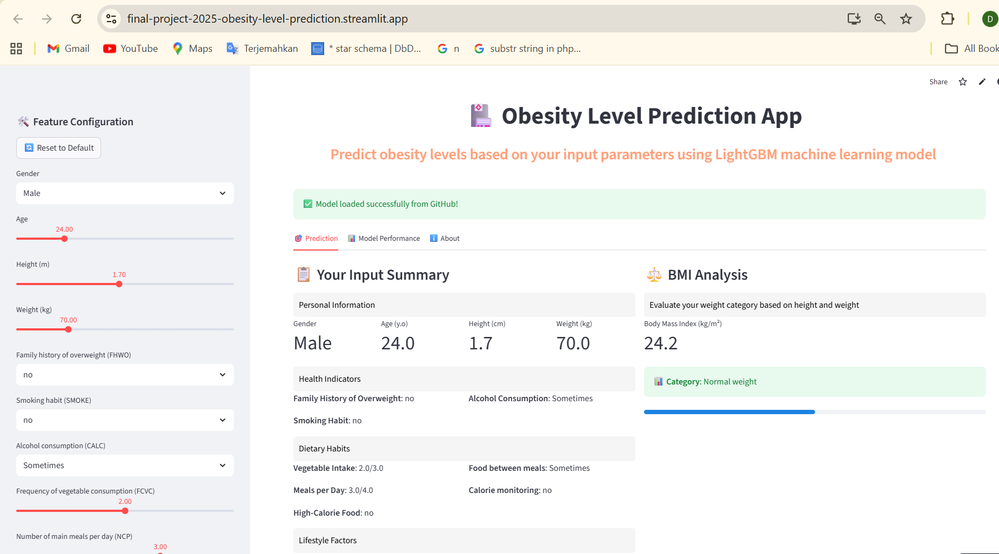 final-project-2025-obesity-level-prediction.streamlit.app
D
Gmail
YouTube
Maps
Terjemahkan
* star schema | DbD...
n
substr string in php...
All Book
Share
Feature Configuration
Reset to Default
Gender
Male
Age
24.00
Height (m)
1.70
Weight (kg)
70.00
Family history of overweight (FHWO)
no
Smoking habit (SMOKE)
no
Alcohol consumption (CALC)
Sometimes
Frequency of vegetable consumption (FCVC)
2.00
Number of main meals per day (NCP)
3.00
Obesity Level Prediction App
Predict obesity levels based on your input parameters using LightGBM machine learning model
Model loaded successfully from GitHub!
Prediction
Model Performance
About
Your Input Summary
Personal Information
Gender
Male
Age (y.o)
24.0
Height (cm)
1.7
Weight (kg)
70.0
Health Indicators
Family History of Overweight: no
Alcohol Consumption: Sometimes
Smoking Habit: no
Dietary Habits
Vegetable Intake: 2.0/3.0
Food between meals: Sometimes
Meals per Day: 3.0/4.0
Calorie monitoring: no
High-Calorie Food: no
Lifestyle Factors
BMI Analysis
Evaluate your weight category based on height and weight
Body Mass Index (kg/m²)
24.2
Category: Normal weight